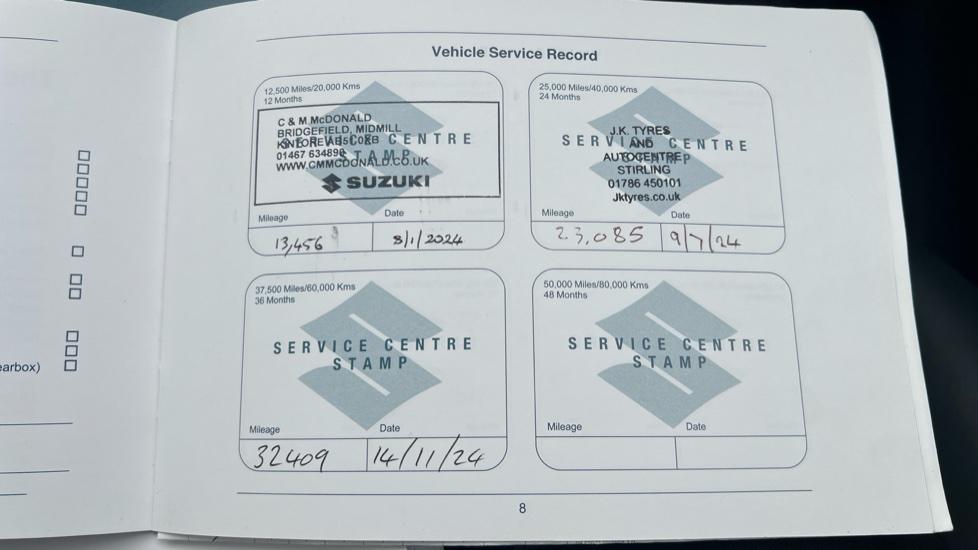 Vehicle Service Record
12,500 Miles/20,000 Kms
12 Months
C & M McDONALD
BRIDGEFIELD, MIDMILL
KINTORE AB5
01467 634898
WWW.CMMCDONALD.CO.UK
SUZUKI
SERVICE CENTRE
STAMP
Mileage Date
13,456 8/1/2024
25,000 Miles/40,000 Kms
24 Months
SERVICE CENTRE
STAMP
J.K. TYRES
AND
AUTOCENTRE
STIRLING
01786 450101
Jktyres.co.uk
Mileage Date
23,085 9/7/24
37,500 Miles/60,000 Kms
36 Months
SERVICE CENTRE
STAMP
Mileage Date
32409 14/11/24
50,000 Miles/80,000 Kms
48 Months
SERVICE CENTRE
STAMP
Mileage Date
earbox)
8